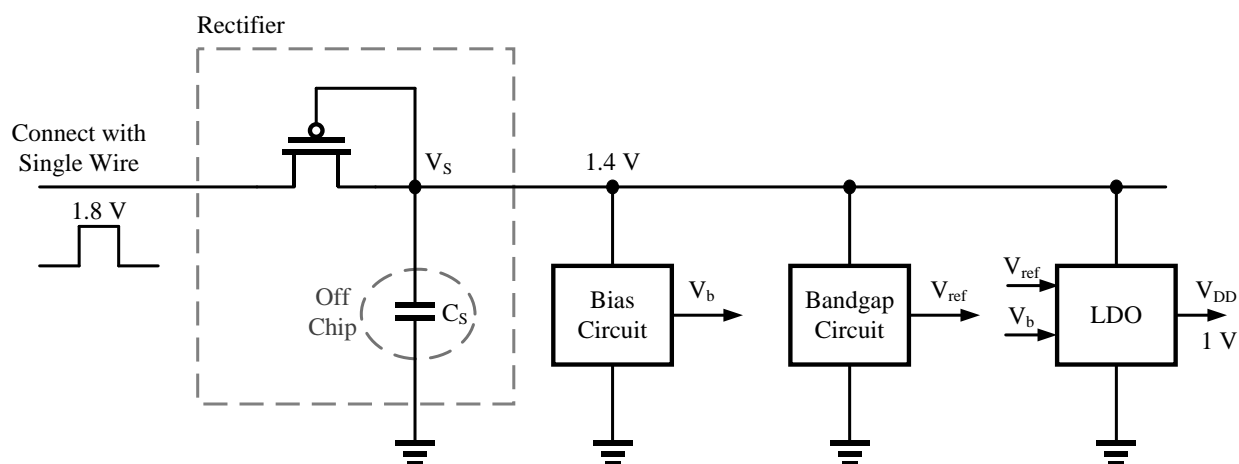 Rectifier
Connect with
Single Wire
1.8 V
V_S
1.4 V
Off
Chip
C_S
Bias
Circuit
V_b
Bandgap
Circuit
V_ref
V_ref
V_b
LDO
V_DD
1 V